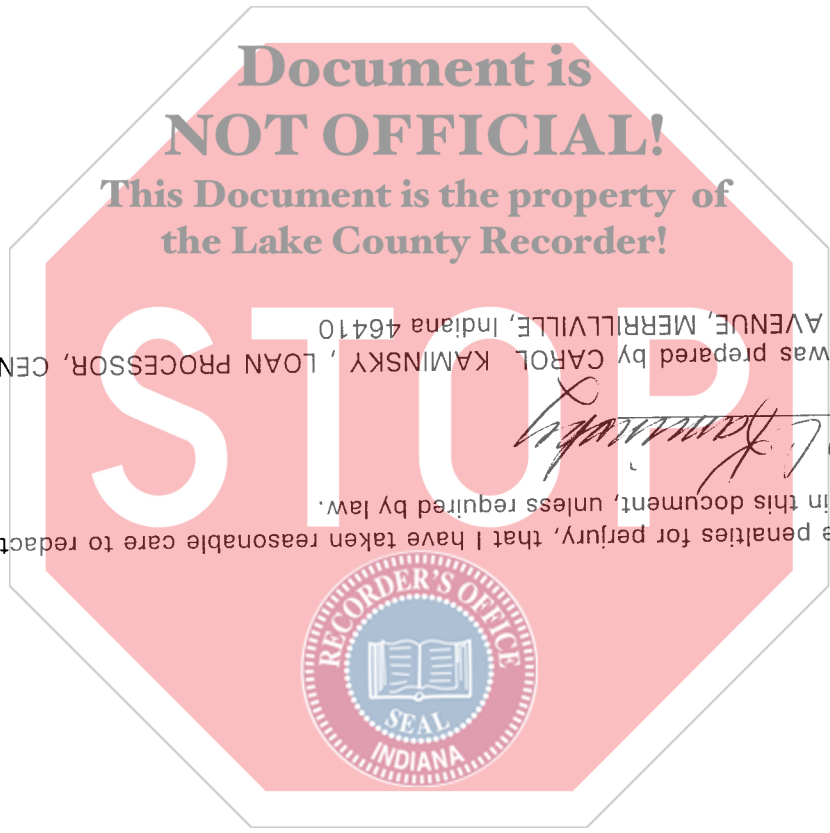 Document is
NOT OFFICIAL!
This Document is the property of
the Lake County Recorder!
STOP
e penalties for perjury, that I have taken reasonable care to redact
in this document, unless required by law.
C. Kaminsky
was prepared by CAROL KAMINSKY , LOAN PROCESSOR, CEN
AVENUE, MERRILLVILLE, Indiana 46410
RECORDER'S OFFICE
SEAL
INDIANA